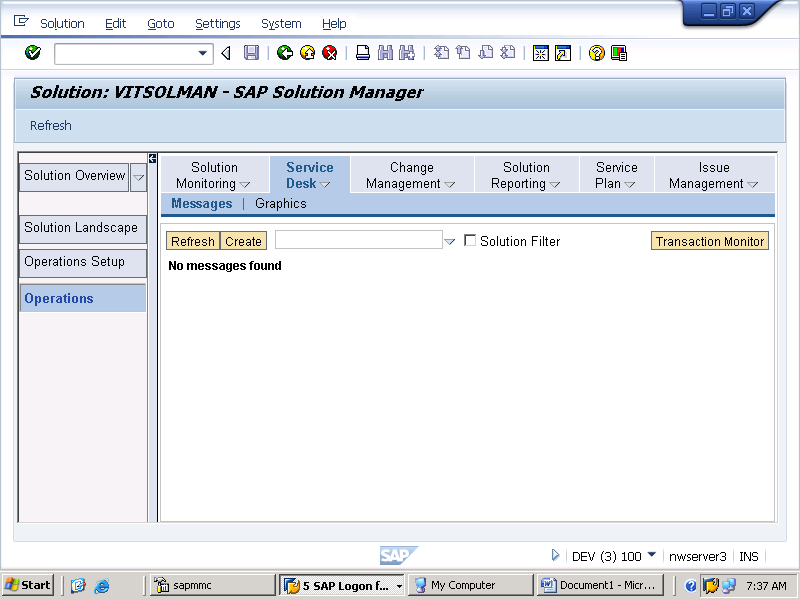 Solution Edit Goto Settings System Help
Solution: VITSOLMAN - SAP Solution Manager
Refresh
Solution Overview
Solution Landscape
Operations Setup
Operations
Solution Monitoring
Service Desk
Change Management
Solution Reporting
Service Plan
Issue Management
Messages | Graphics
Refresh Create Solution Filter Transaction Monitor
No messages found
SAP
DEV (3) 100 nwserver3 INS
Start sapmmc 5 SAP Logon f... My Computer Document1 - Micr... 7:37 AM